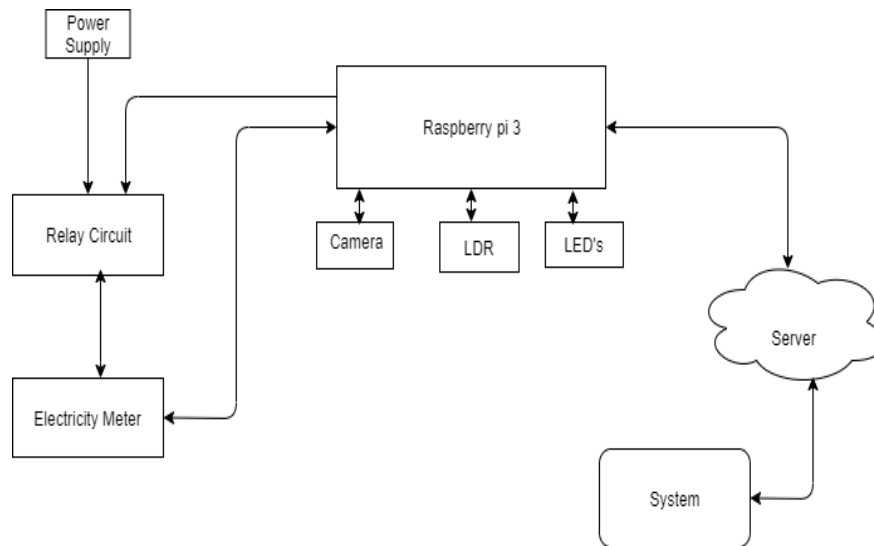 Power
Supply
Raspberry pi 3
Relay Circuit
Camera
LDR
LED's
Server
Electricity Meter
System